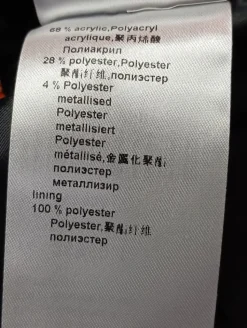 68 % acrylic,Polyacryl
acrylique,聚丙烯酸
Полиакрил
28 % polyester,Polyester
聚酯纤维,полиэстер
4 % Polyester
metallised
Polyester
metallisiert
Polyester
métallisé,金属化聚酯
полиэстер
металлизир
lining
100 % polyester
Polyester,聚酯纤维
полиэстер